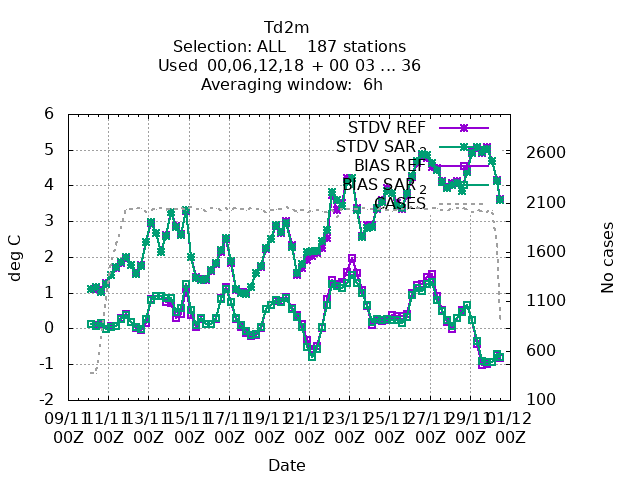 Td2m
Selection: ALL 187 stations
Used 00,06,12,18 + 00 03 ... 36
Averaging window: 6h
STDV REF
STDV SAR 2
BIAS REF
BIAS SAR 2
CASES
6
5
4
3
2
1
0
-1
-2
2600
2100
1600
1100
600
100
deg C
No cases
09/11 11/11 13/11 15/11 17/11 19/11 21/11 23/11 25/11 27/11 29/11 01/12
00Z 00Z 00Z 00Z 00Z 00Z 00Z 00Z 00Z 00Z 00Z 00Z
Date